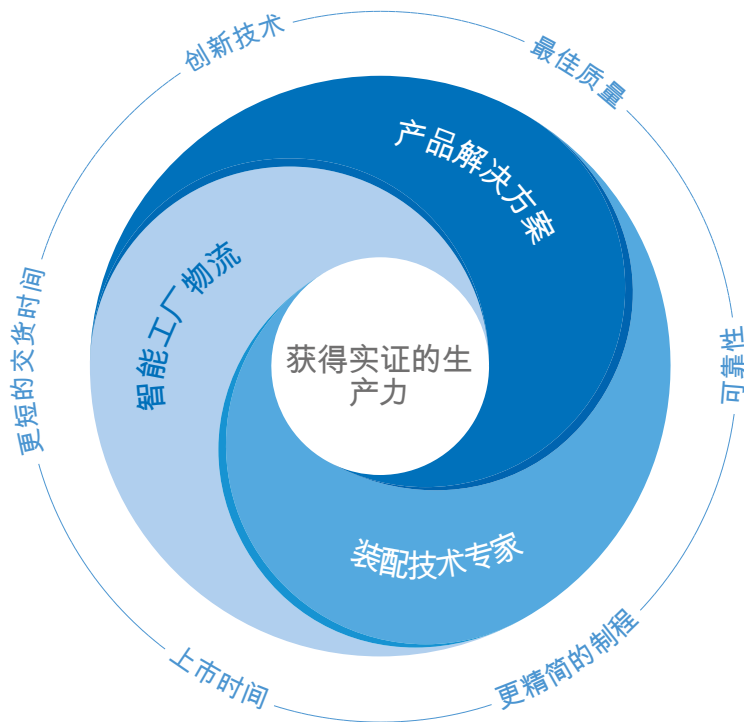 创新技术
最佳质量
产品解决方案
智能工厂物流
更短的交货时间
获得实证的生
产力
可靠性
装配技术专家
上市时间
更精简的制程